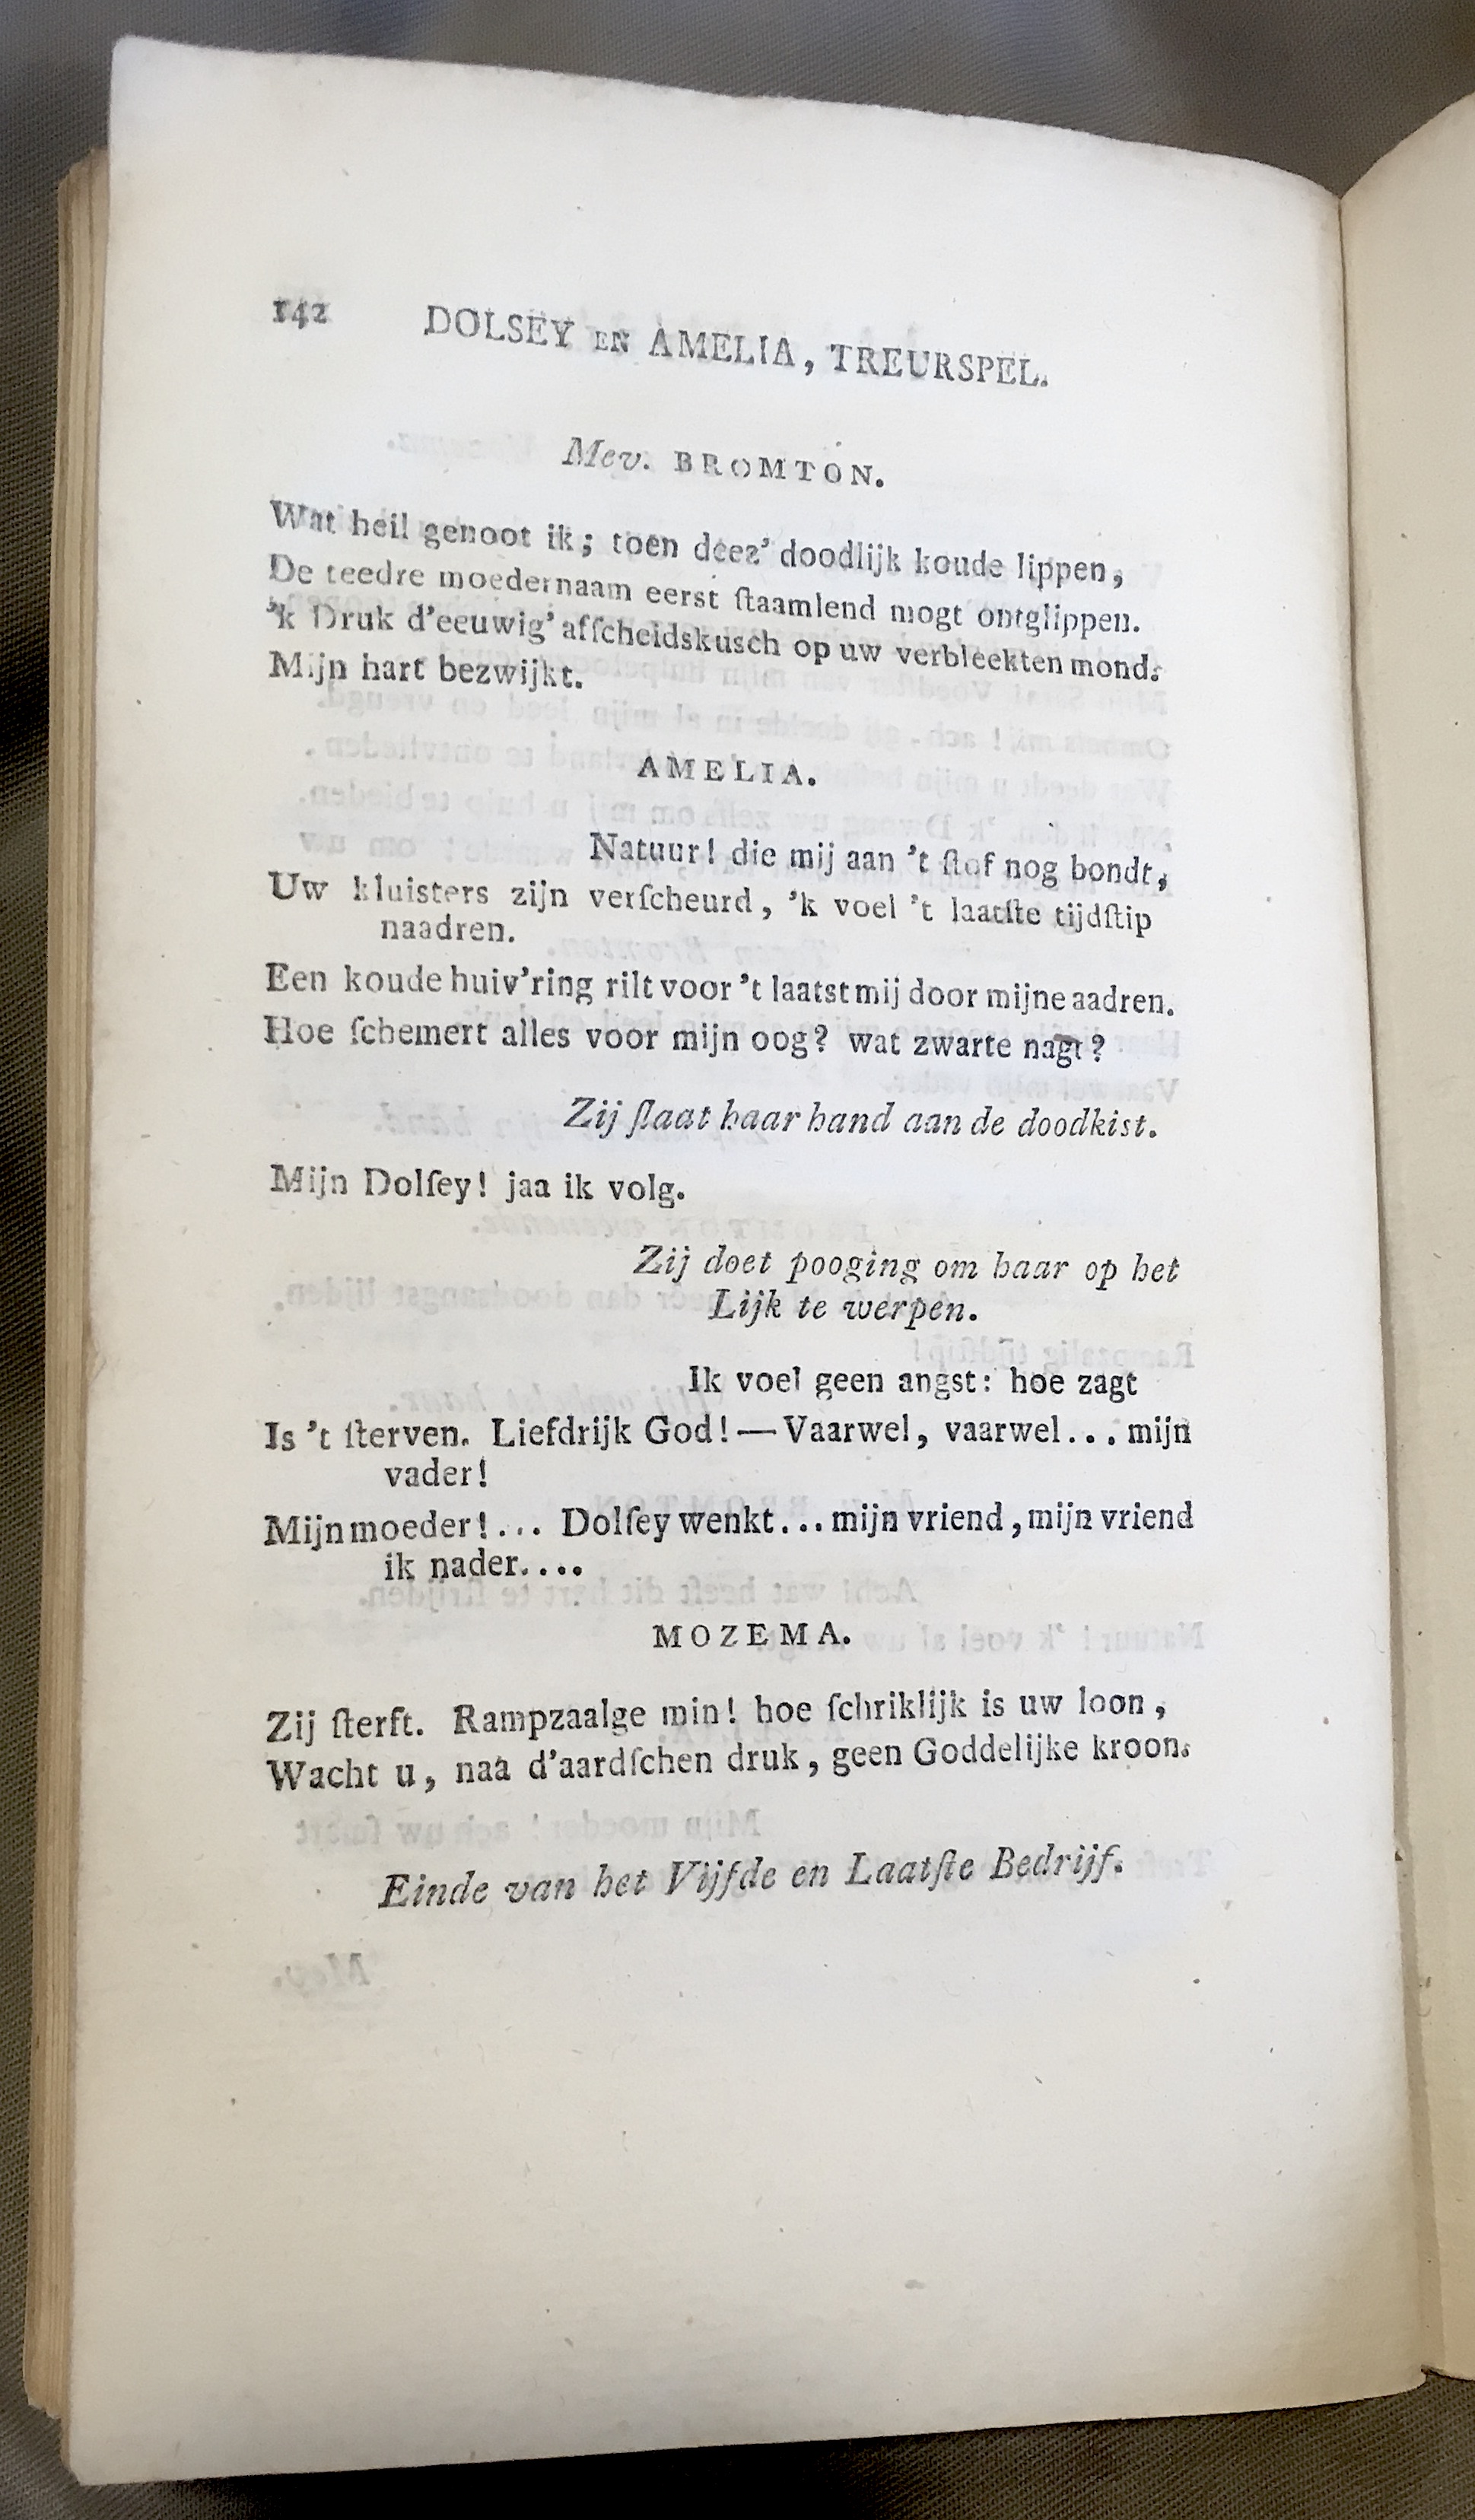 142 DOLSEY EN AMELIA, TREURSPEL.
Mev. BROMTON.
Wat heil genoot ik; toen deez' doodlijk koude lippen,
De teedre moedernaam eerst ſtaamlend mogt ontglippen.
'k Druk d'eeuwig' afſcheidskusch op uw verbleekten mond.
Mijn hart bezwijkt.
AMELIA.
Natuur! die mij aan 't ſtof nog bondt,
Uw kluisters zijn verſcheurd, 'k voel 't laatſte tijdſtip
naadren.
Een koude huiv'ring rilt voor 't laatst mij door mijne aadren.
Hoe ſchemert alles voor mijn oog? wat zwarte nagt?
Zij ſlaat haar hand aan de doodkist.
Mijn Dolſey! jaa ik volg.
Zij doet pooging om haar op het
Lijk te werpen.
Ik voel geen angst: hoe zagt
Is 't ſterven. Liefdrijk God! — Vaarwel, vaarwel... mijn
vader!
Mijn moeder!... Dolſey wenkt... mijn vriend, mijn vriend
ik nader....
MOZEMA.
Zij ſterft. Rampzaalge min! hoe ſchriklijk is uw loon,
Wacht u, naa d'aardſchen druk, geen Goddelijke kroon.
Einde van het Vijfde en Laatſte Bedrijf.